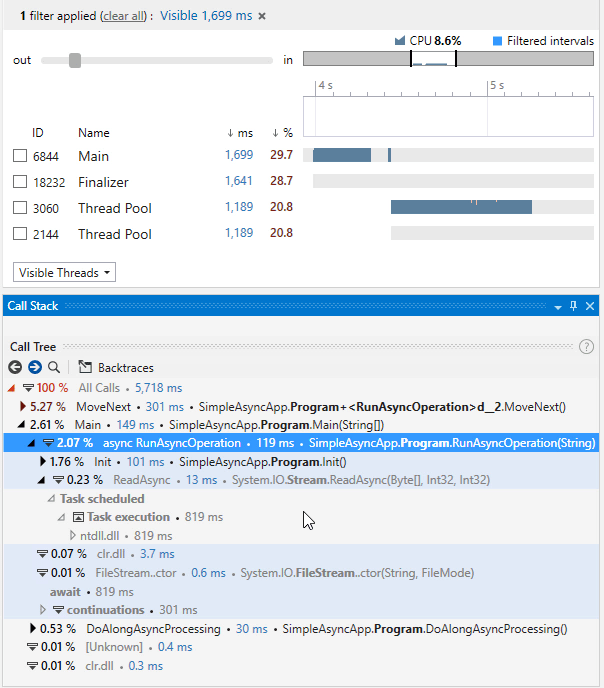 1 filter applied (clear all) : Visible 1,699 ms ×
CPU 8.6% Filtered intervals
out in
4 s 5 s
ID Name ↓ ms ↓ %
6844 Main 1,699 29.7
18232 Finalizer 1,641 28.7
3060 Thread Pool 1,189 20.8
2144 Thread Pool 1,189 20.8
Visible Threads
Call Stack
Call Tree ?
Backtraces
100 % All Calls • 5,718 ms
5.27 % MoveNext • 301 ms • SimpleAsyncApp.Program+<RunAsyncOperation>d__2.MoveNext()
2.61 % Main • 149 ms • SimpleAsyncApp.Program.Main(String[])
2.07 % async RunAsyncOperation • 119 ms • SimpleAsyncApp.Program.RunAsyncOperation(String)
1.76 % Init • 101 ms • SimpleAsyncApp.Program.Init()
0.23 % ReadAsync • 13 ms • System.IO.Stream.ReadAsync(Byte[], Int32, Int32)
Task scheduled
Task execution • 819 ms
ntdll.dll • 819 ms
0.07 % clr.dll • 3.7 ms
0.01 % FileStream..ctor • 0.6 ms • System.IO.FileStream..ctor(String, FileMode)
await • 819 ms
continuations • 301 ms
0.53 % DoAlongAsyncProcessing • 30 ms • SimpleAsyncApp.Program.DoAlongAsyncProcessing()
0.01 % [Unknown] • 0.4 ms
0.01 % clr.dll • 0.3 ms